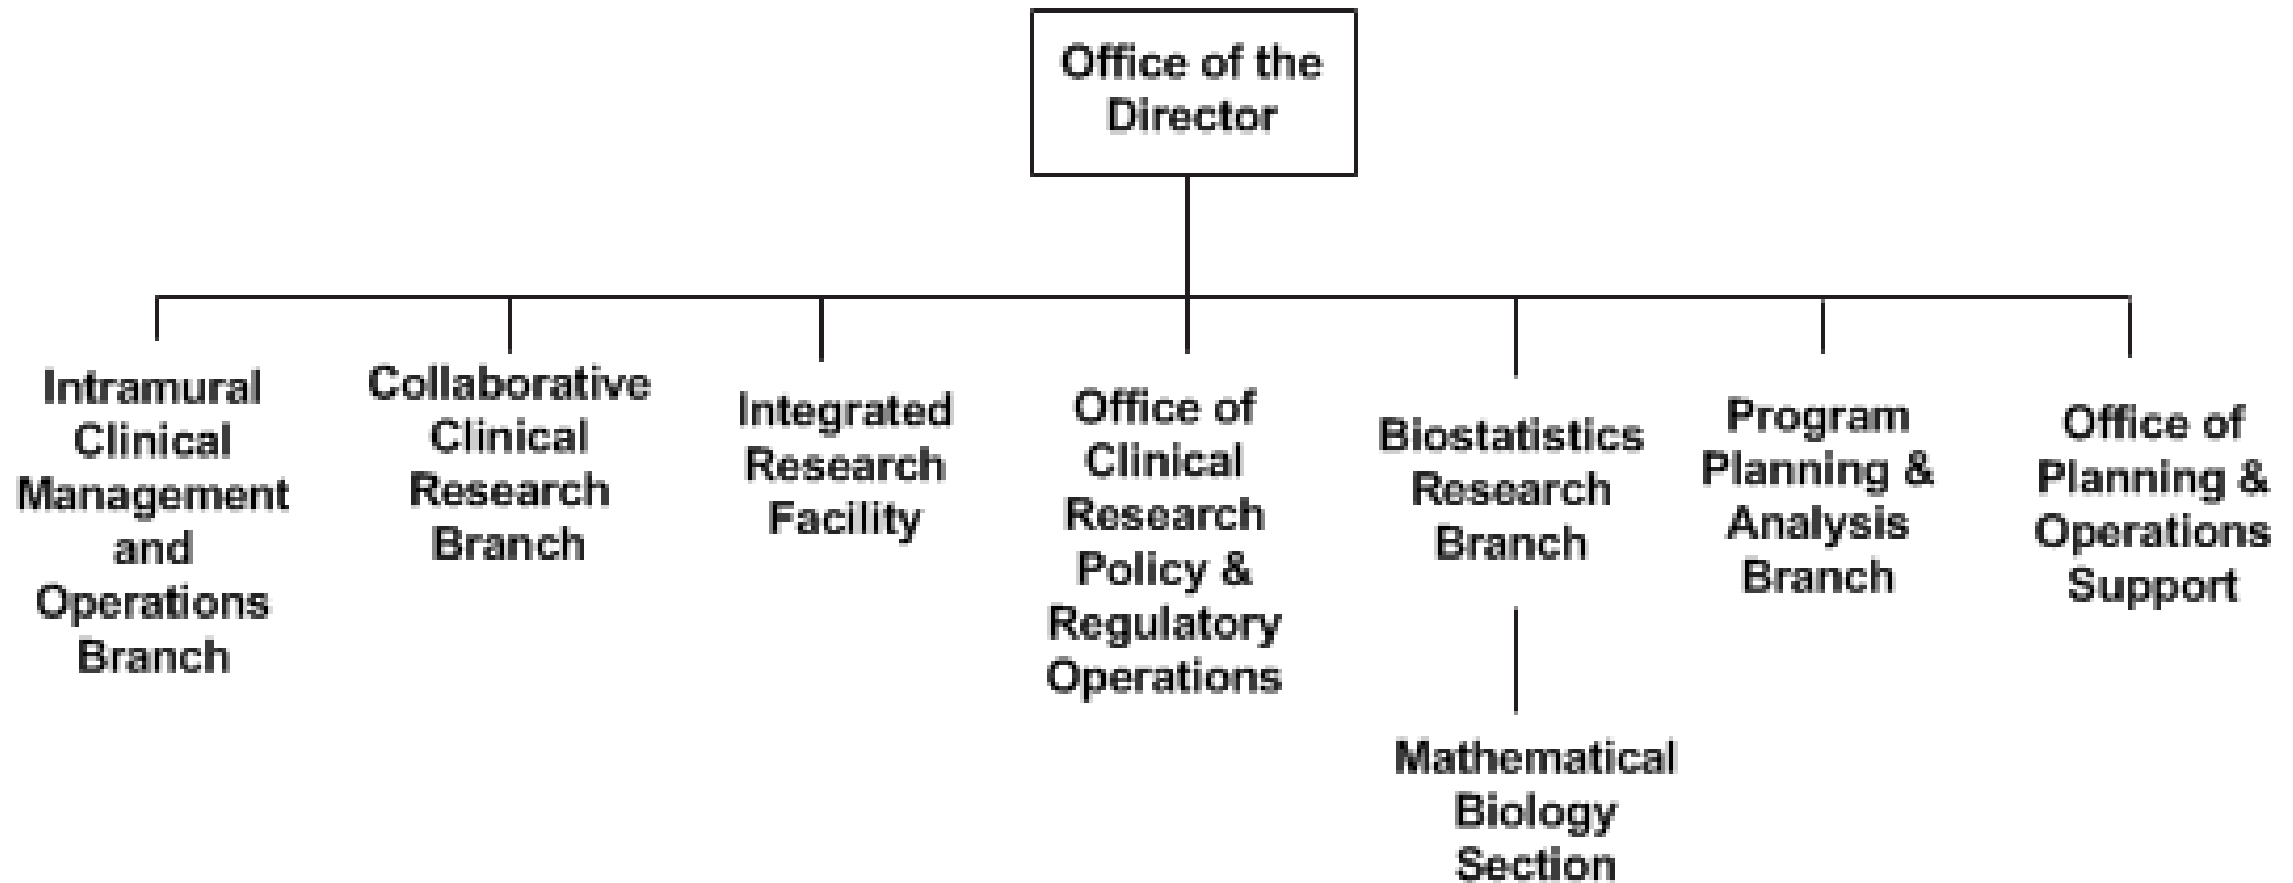 Office of the
Director
Intramural
Clinical
Management
and
Operations
Branch
Collaborative
Clinical
Research
Branch
Integrated
Research
Facility
Office of
Clinical
Research
Policy &
Regulatory
Operations
Biostatistics
Research
Branch
Mathematical
Biology
Section
Program
Planning &
Analysis
Branch
Office of
Planning &
Operations
Support